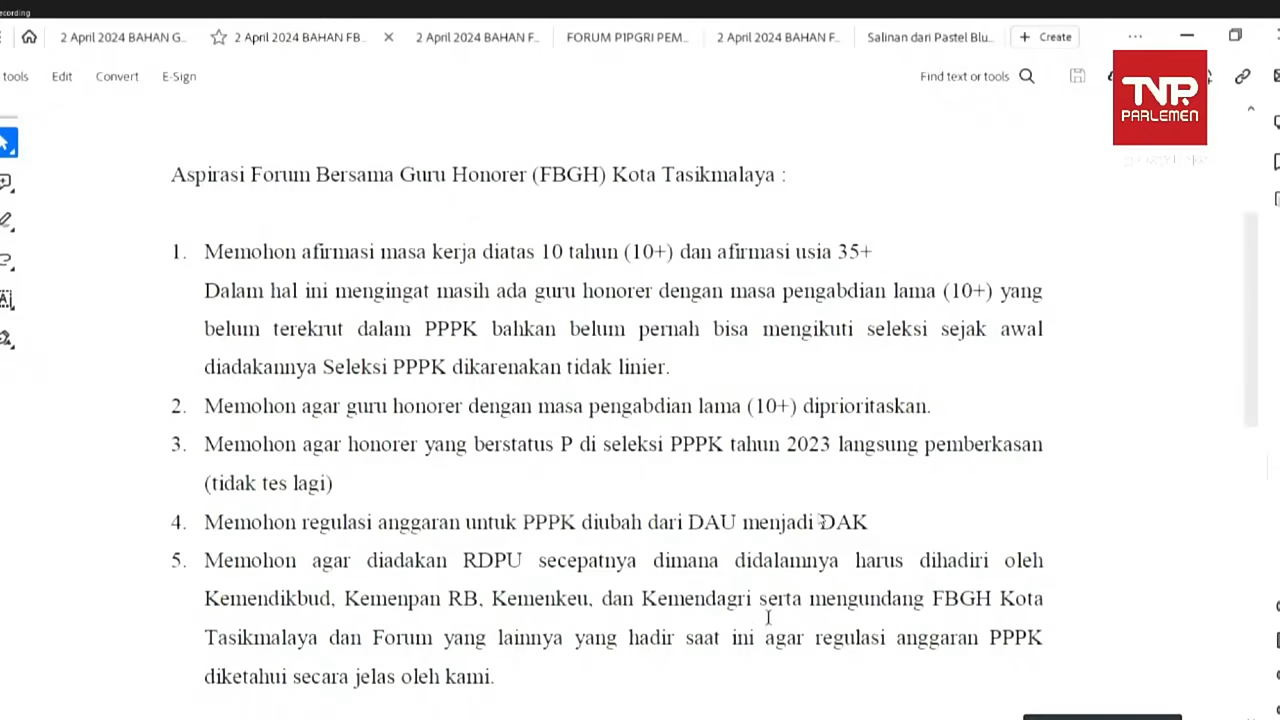 ecording
2 April 2024 BAHAN G...
2 April 2024 BAHAN FB...
2 April 2024 BAHAN F...
FORUM PIPGRI PEM...
2 April 2024 BAHAN F...
Salinan dari Pastel Blu...
+ Create
tools
Edit
Convert
E-Sign
Find text or tools
TVP.
PARLEMEN
Aspirasi Forum Bersama Guru Honorer (FBGH) Kota Tasikmalaya :
1. Memohon afirmasi masa kerja diatas 10 tahun (10+) dan afirmasi usia 35+
Dalam hal ini mengingat masih ada guru honorer dengan masa pengabdian lama (10+) yang
belum terekrut dalam PPPK bahkan belum pernah bisa mengikuti seleksi sejak awal
diadakannya Seleksi PPPK dikarenakan tidak linier.
2. Memohon agar guru honorer dengan masa pengabdian lama (10+) diprioritaskan.
3. Memohon agar honorer yang berstatus P di seleksi PPPK tahun 2023 langsung pemberkasan
(tidak tes lagi)
4. Memohon regulasi anggaran untuk PPPK diubah dari DAU menjadi DAK
5. Memohon agar diadakan RDPU secepatnya dimana didalamnya harus dihadiri oleh
Kemendikbud, Kemenpan RB, Kemenkeu, dan Kemendagri serta mengundang FBGH Kota
Tasikmalaya dan Forum yang lainnya yang hadir saat ini agar regulasi anggaran PPPK
diketahui secara jelas oleh kami.